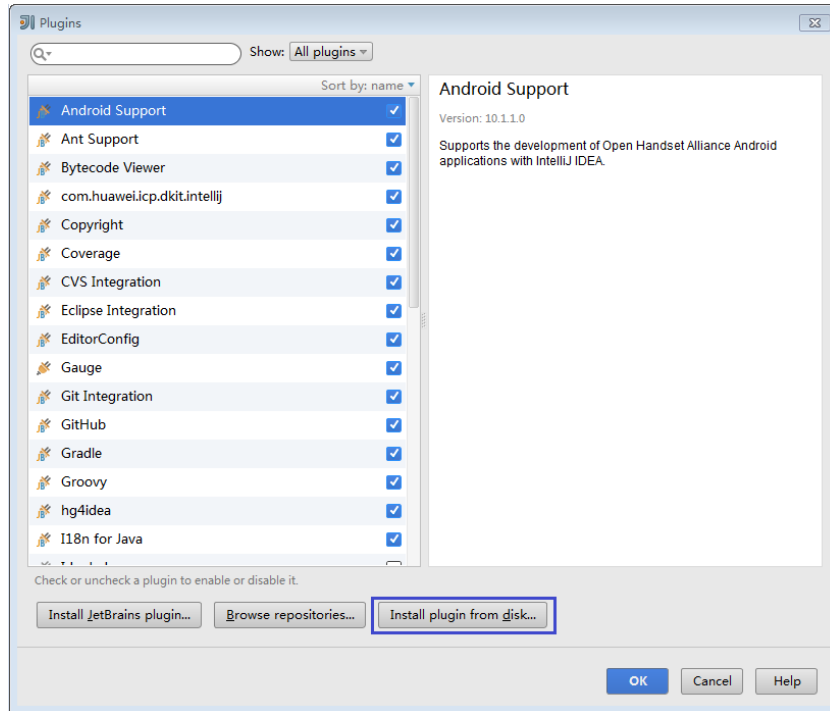 Plugins
Show: All plugins
Sort by: name
Android Support
Ant Support
Bytecode Viewer
com.huawei.icp.dkit.intellij
Copyright
Coverage
CVS Integration
Eclipse Integration
EditorConfig
Gauge
Git Integration
GitHub
Gradle
Groovy
hg4idea
I18n for Java
Android Support
Version: 10.1.1.0
Supports the development of Open Handset Alliance Android
applications with IntelliJ IDEA.
Check or uncheck a plugin to enable or disable it.
Install JetBrains plugin... Browse repositories... Install plugin from disk...
OK Cancel Help